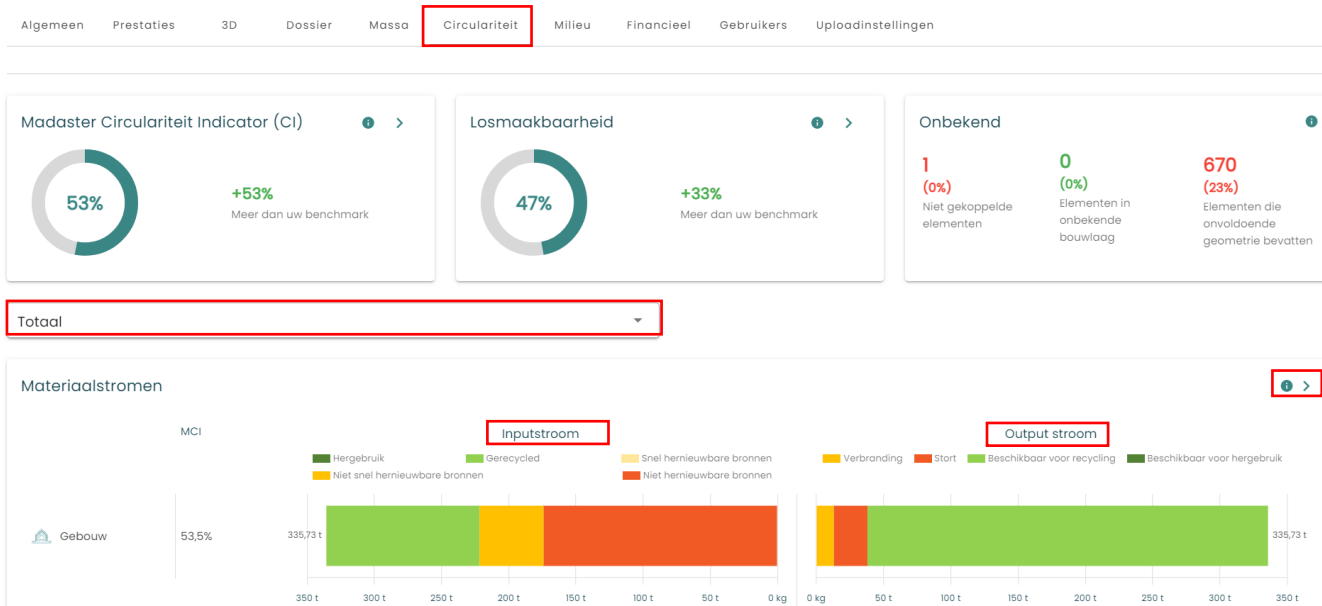 Algemeen Prestaties 3D Dossier Massa Circulariteit Milieu Financieel Gebruikers Uploadinstellingen
Madaster Circulariteit Indicator (CI)
53%
+53%
Meer dan uw benchmark
Losmaakbaarheid
47%
+33%
Meer dan uw benchmark
Onbekend
1
(0%)
Niet gekoppelde
elementen
0
(0%)
Elementen in
onbekende
bouwlaag
670
(23%)
Elementen die
onvoldoende
geometrie bevatten
Totaal
Materiaalstromen
MCI
Inputstroom
Hergebruik Gerecycled Snel hernieuwbare bronnen
Niet snel hernieuwbare bronnen Niet hernieuwbare bronnen
Output stroom
Verbranding Stort Beschikbaar voor recycling Beschikbaar voor hergebruik
Gebouw 53,5% 335,73 t 335,73 t
350 t 300 t 250 t 200 t 150 t 100 t 50 t 0 kg 0 kg 50 t 100 t 150 t 200 t 250 t 300 t 350 t